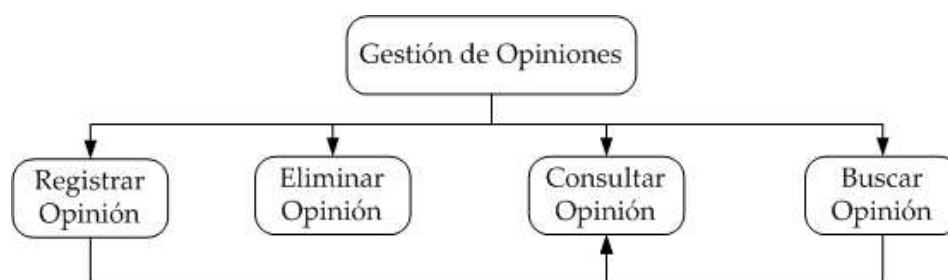 Gestión de Opiniones
Registrar
Opinión
Eliminar
Opinión
Consultar
Opinión
Buscar
Opinión